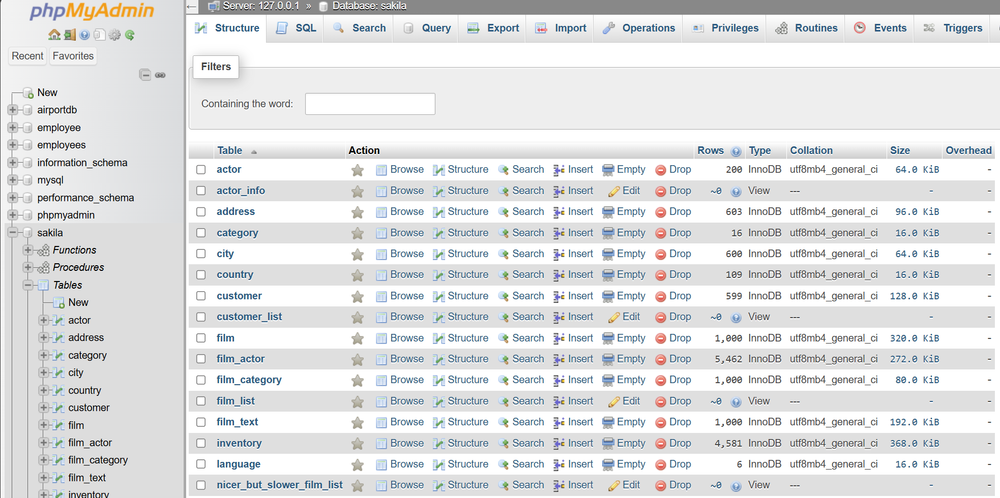 phpMyAdmin
Recent Favorites
New
airportdb
employee
employees
information_schema
mysql
performance_schema
phpmyadmin
sakila
Functions
Procedures
Tables
New
actor
address
category
city
country
customer
film
film_actor
film_category
film_text
inventory
Server: 127.0.0.1 » Database: sakila
Structure SQL Search Query Export Import Operations Privileges Routines Events Triggers
Filters
Containing the word:
Table Action Rows Type Collation Size Overhead
actor Browse Structure Search Insert Empty Drop 200 InnoDB utf8mb4_general_ci 64.0 KiB -
actor_info Browse Structure Search Insert Edit Drop ~0 View --- - -
address Browse Structure Search Insert Empty Drop 603 InnoDB utf8mb4_general_ci 96.0 KiB -
category Browse Structure Search Insert Empty Drop 16 InnoDB utf8mb4_general_ci 16.0 KiB -
city Browse Structure Search Insert Empty Drop 600 InnoDB utf8mb4_general_ci 64.0 KiB -
country Browse Structure Search Insert Empty Drop 109 InnoDB utf8mb4_general_ci 16.0 KiB -
customer Browse Structure Search Insert Empty Drop 599 InnoDB utf8mb4_general_ci 128.0 KiB -
customer_list Browse Structure Search Insert Edit Drop ~0 View --- - -
film Browse Structure Search Insert Empty Drop 1,000 InnoDB utf8mb4_general_ci 320.0 KiB -
film_actor Browse Structure Search Insert Empty Drop 5,462 InnoDB utf8mb4_general_ci 272.0 KiB -
film_category Browse Structure Search Insert Empty Drop 1,000 InnoDB utf8mb4_general_ci 80.0 KiB -
film_list Browse Structure Search Insert Edit Drop ~0 View --- - -
film_text Browse Structure Search Insert Empty Drop 1,000 InnoDB utf8mb4_general_ci 192.0 KiB -
inventory Browse Structure Search Insert Empty Drop 4,581 InnoDB utf8mb4_general_ci 368.0 KiB -
language Browse Structure Search Insert Empty Drop 6 InnoDB utf8mb4_general_ci 16.0 KiB -
nicer_but_slower_film_list Browse Structure Search Insert Edit Drop ~0 View --- - -